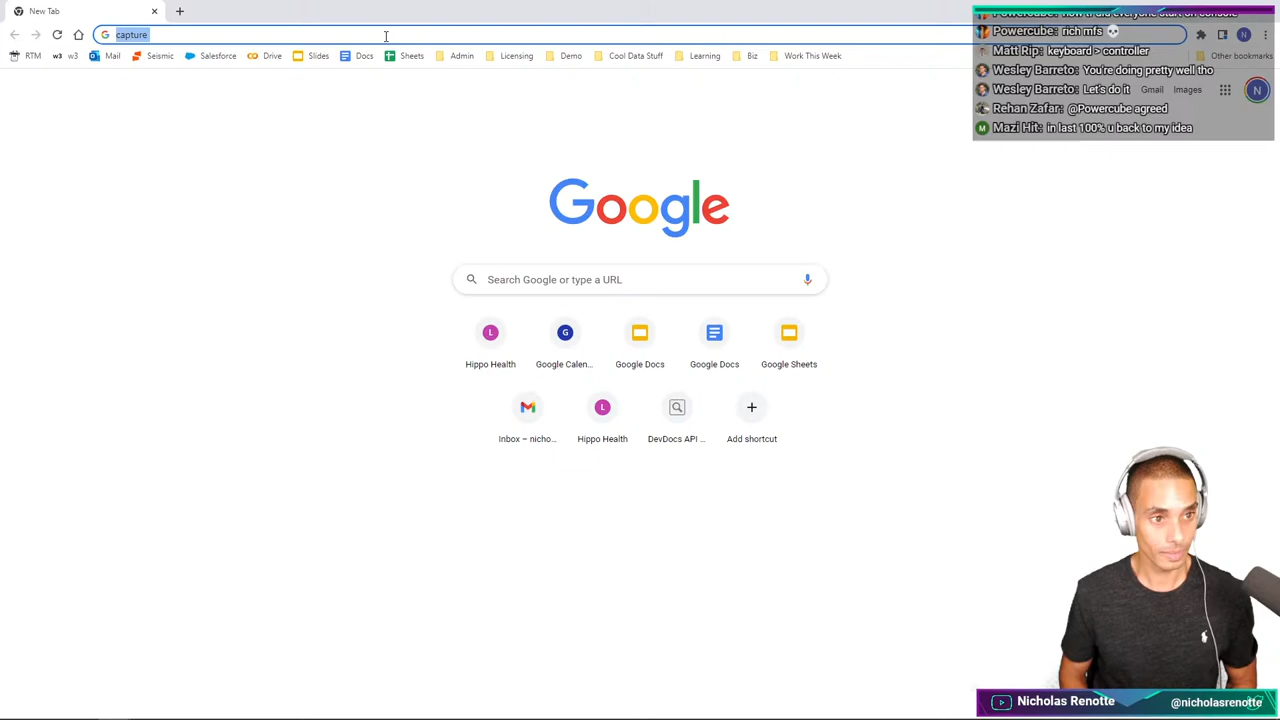 New Tab
capture
RTM
w3
Mail
Seismic
Salesforce
Drive
Slides
Docs
Sheets
Admin
Licensing
Demo
Cool Data Stuff
Learning
Biz
Work This Week
Other bookmarks
N
Powercube: rich mfs 💀
Matt Rip: keyboard > controller
Wesley Barreto: You're doing pretty well tho
Wesley Barreto: Let's do it
Gmail
Images
N
Rehan Zafar: @Powercube agreed
M Mazi Hit: in last 100% u back to my idea
Google
Search Google or type a URL
L
G
Hippo Health
Google Calen...
Google Docs
Google Docs
Google Sheets
L
Inbox – nicho...
Hippo Health
DevDocs API ...
Add shortcut
Nicholas Renotte
@nicholasrenotte